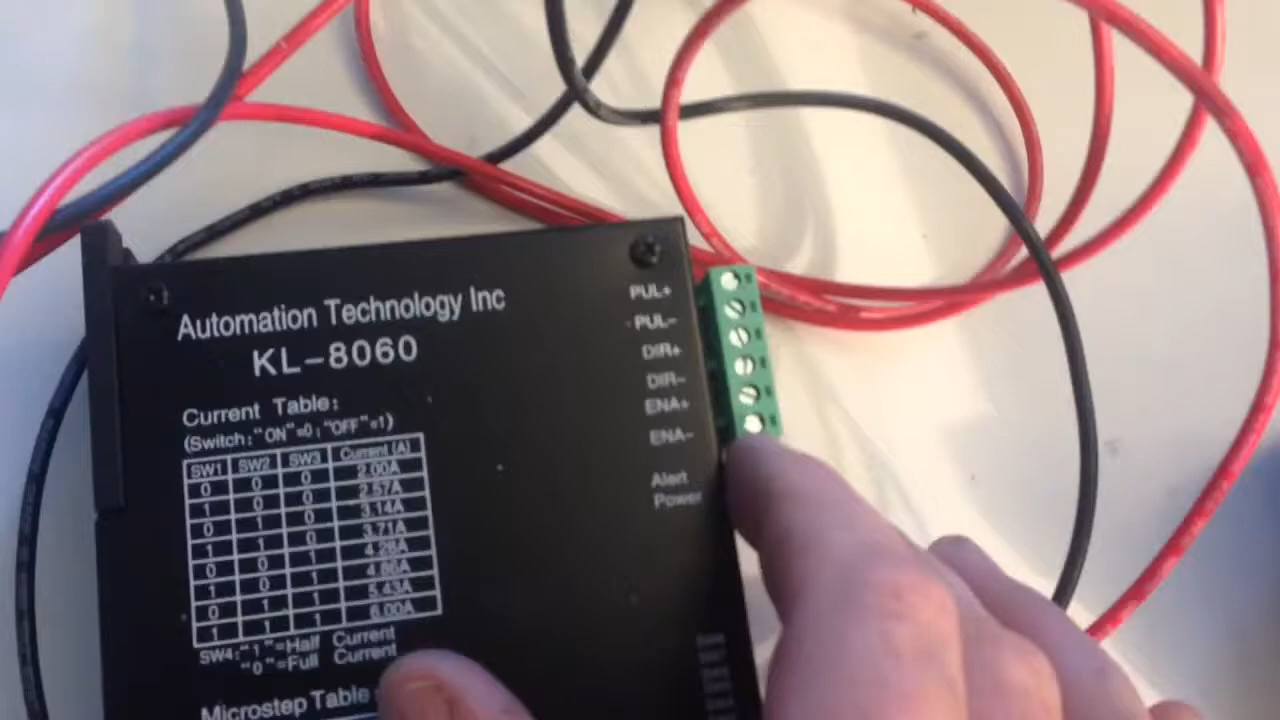 Automation Technology Inc
KL-8060
Current Table:
(Switch:"ON"=0;"OFF"=1)
SW1 SW2 SW3 Current (A)
0 0 0 2.00A
1 0 0 2.57A
0 1 0 3.14A
1 1 0 3.71A
0 0 1 4.28A
1 0 1 4.86A
0 1 1 5.43A
1 1 1 6.00A
SW4:"1"=Half Current
"0"=Full Current
Microstep Table
PUL+
PUL-
DIR+
DIR-
ENA+
ENA-
Alert
Power